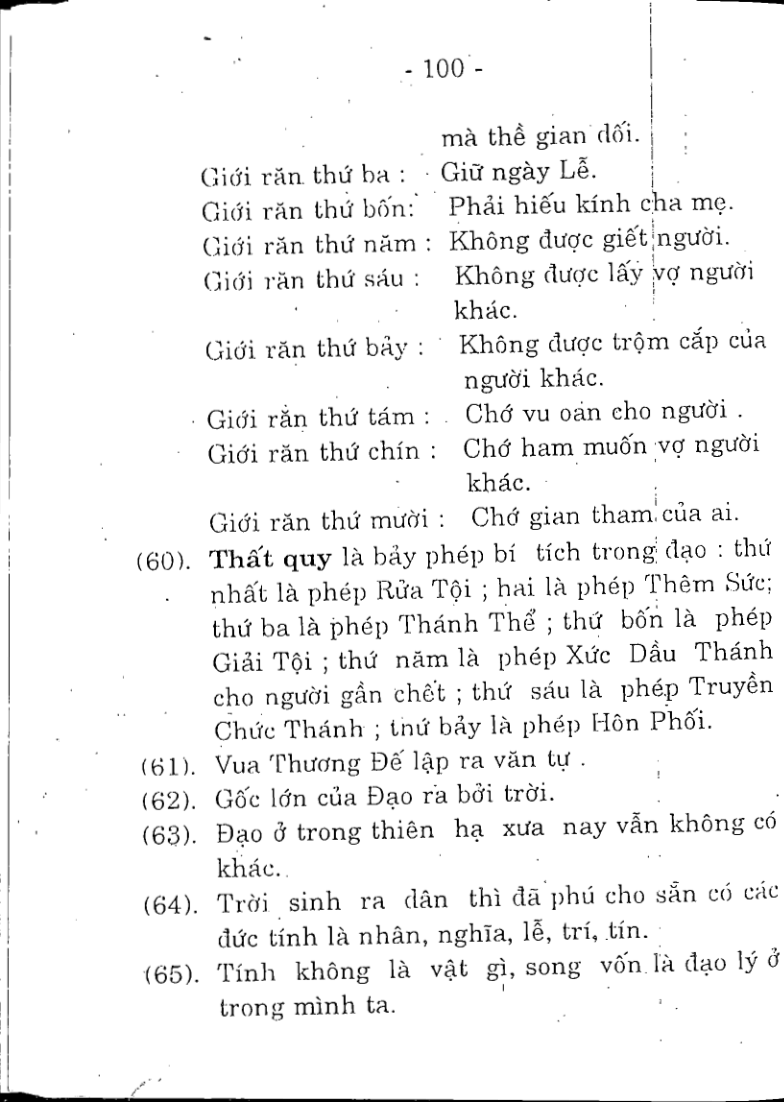 - 100 -
mà thề gian dối.
Giới răn thứ ba : Giữ ngày Lễ.
Giới răn thứ bốn: Phải hiếu kính cha mẹ.
Giới răn thứ năm : Không được giết người.
Giới răn thứ sáu : Không được lấy vợ người
khác.
Giới răn thứ bảy : Không được trộm cắp của
người khác.
Giới răn thứ tám : Chớ vu oan cho người .
Giới răn thứ chín : Chớ ham muốn vợ người
khác.
Giới răn thứ mười : Chớ gian tham của ai.
(60). Thất quy là bảy phép bí tích trong đạo : thứ
nhất là phép Rửa Tội ; hai là phép Thêm Sức;
thứ ba là phép Thánh Thể ; thứ bốn là phép
Giải Tội ; thứ năm là phép Xức Dầu Thánh
cho người gần chết ; thứ sáu là phép Truyền
Chức Thánh ; thứ bảy là phép Hôn Phối.
(61). Vua Thương Đế lập ra văn tự .
(62). Gốc lớn của Đạo ra bởi trời.
(63). Đạo ở trong thiên hạ xưa nay vẫn không có
khác.
(64). Trời sinh ra dân thì đã phú cho sẵn có các
đức tính là nhân, nghĩa, lễ, trí, tín.
(65). Tính không là vật gì, song vốn là đạo lý ở
trong mình ta.